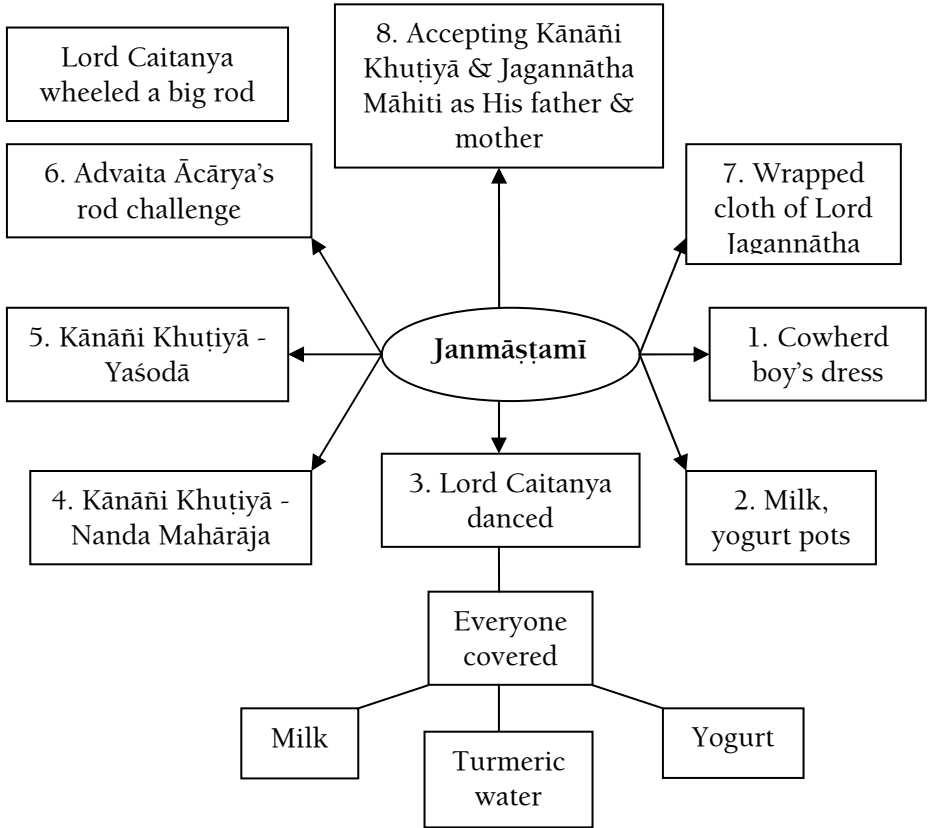 Lord Caitanya
wheeled a big rod
8. Accepting Kānāñi
Khuṭiyā & Jagannātha
Māhiti as His father &
mother
6. Advaita Ācārya's
rod challenge
7. Wrapped
cloth of Lord
Jagannātha
5. Kānāñi Khuṭiyā -
Yaśodā
Janmāṣṭamī
1. Cowherd
boy's dress
4. Kānāñi Khuṭiyā -
Nanda Mahārāja
3. Lord Caitanya
danced
2. Milk,
yogurt pots
Everyone
covered
Milk
Turmeric
water
Yogurt